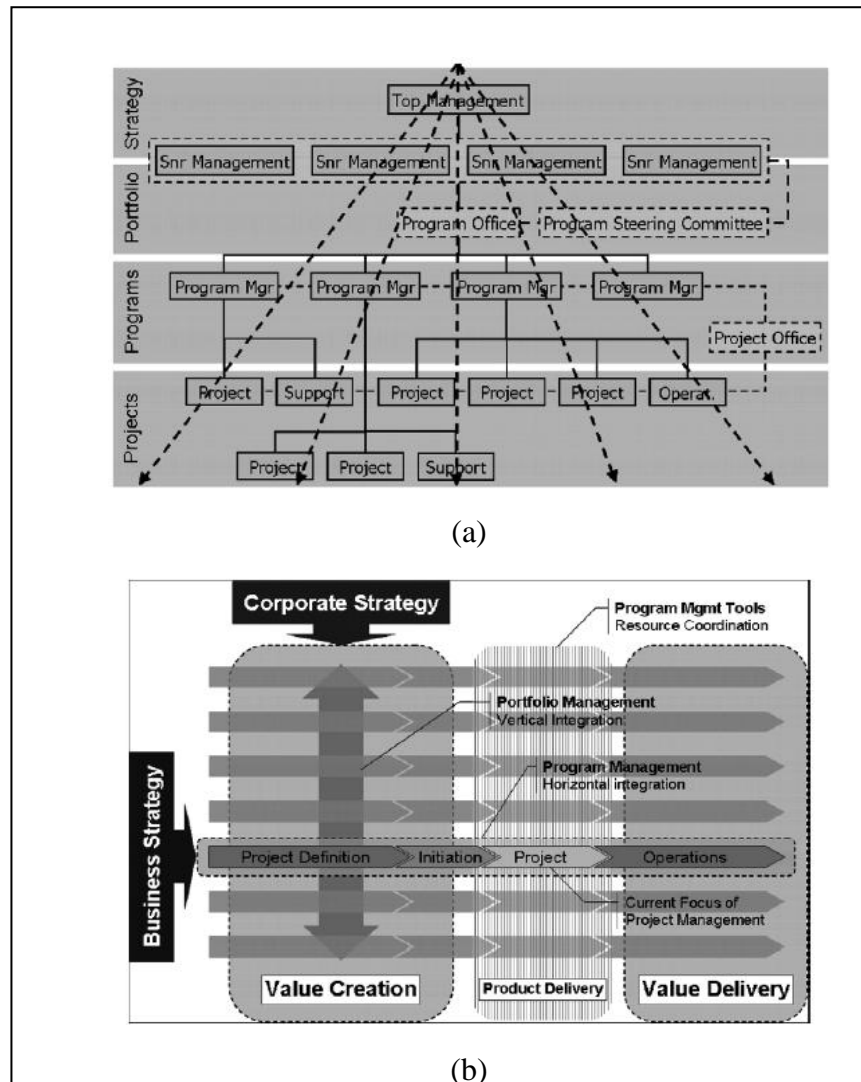 Strategy
Top Management
Snr Management Snr Management Snr Management Snr Management
Portfolio
Program Office Program Steering Committee
Programs
Program Mgr Program Mgr Program Mgr Program Mgr
Project Office
Projects
Project Support Project Project Project Operat.
Project Project Support
(a)
Corporate Strategy
Program Mgmt Tools
Resource Coordination
Portfolio Management
Vertical Integration
Program Management
Horizontal integration
Business Strategy
Project Definition Initiation Project Operations
Current Focus of
Project Management
Value Creation Product Delivery Value Delivery
(b)